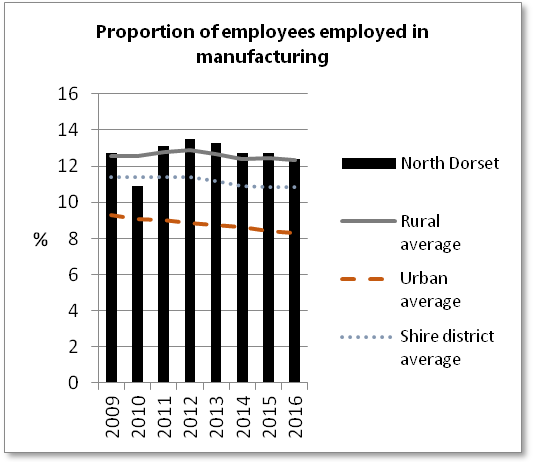 Proportion of employees employed in
manufacturing
16
14
12
10
8
6
4
2
0
%
2009
2010
2011
2012
2013
2014
2015
2016
North Dorset
Rural
average
Urban
average
Shire district
average